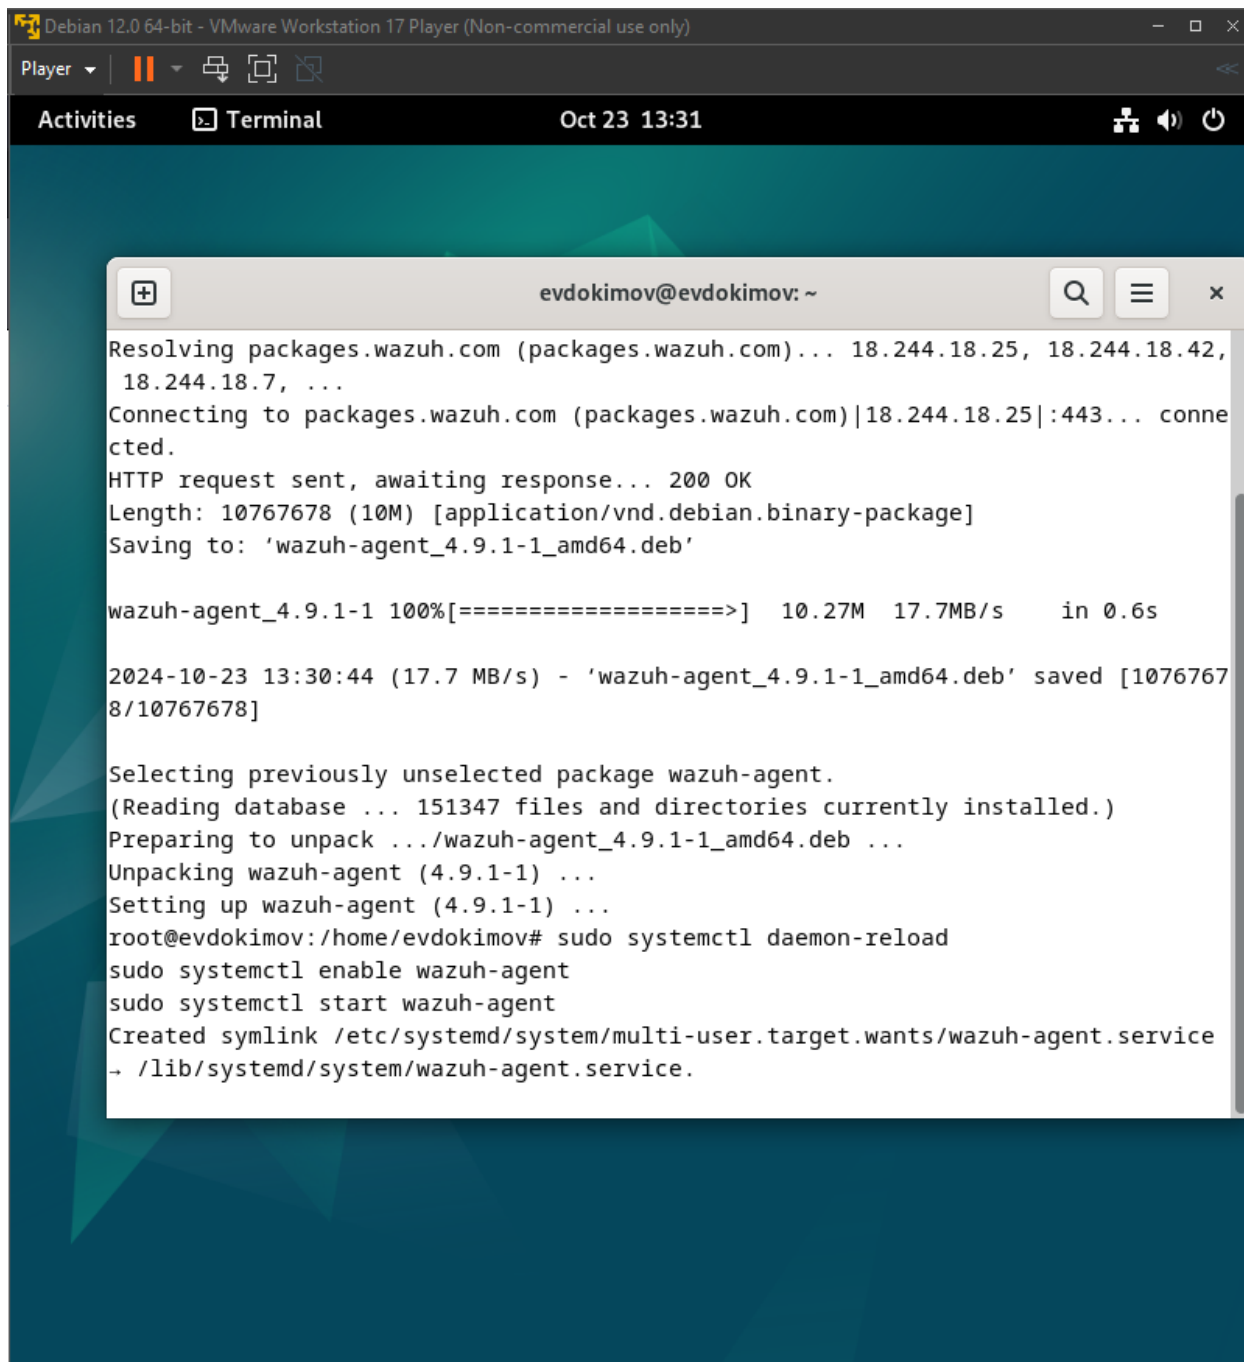 Debian 12.0 64-bit - VMware Workstation 17 Player (Non-commercial use only)
Player
Activities Terminal Oct 23 13:31
evdokimov@evdokimov: ~
Resolving packages.wazuh.com (packages.wazuh.com)... 18.244.18.25, 18.244.18.42,
 18.244.18.7, ...
Connecting to packages.wazuh.com (packages.wazuh.com)|18.244.18.25|:443... conne
cted.
HTTP request sent, awaiting response... 200 OK
Length: 10767678 (10M) [application/vnd.debian.binary-package]
Saving to: ‘wazuh-agent_4.9.1-1_amd64.deb’
wazuh-agent_4.9.1-1 100%[===================>]  10.27M  17.7MB/s    in 0.6s
2024-10-23 13:30:44 (17.7 MB/s) - ‘wazuh-agent_4.9.1-1_amd64.deb’ saved [1076767
8/10767678]
Selecting previously unselected package wazuh-agent.
(Reading database ... 151347 files and directories currently installed.)
Preparing to unpack .../wazuh-agent_4.9.1-1_amd64.deb ...
Unpacking wazuh-agent (4.9.1-1) ...
Setting up wazuh-agent (4.9.1-1) ...
root@evdokimov:/home/evdokimov# sudo systemctl daemon-reload
sudo systemctl enable wazuh-agent
sudo systemctl start wazuh-agent
Created symlink /etc/systemd/system/multi-user.target.wants/wazuh-agent.service
→ /lib/systemd/system/wazuh-agent.service.